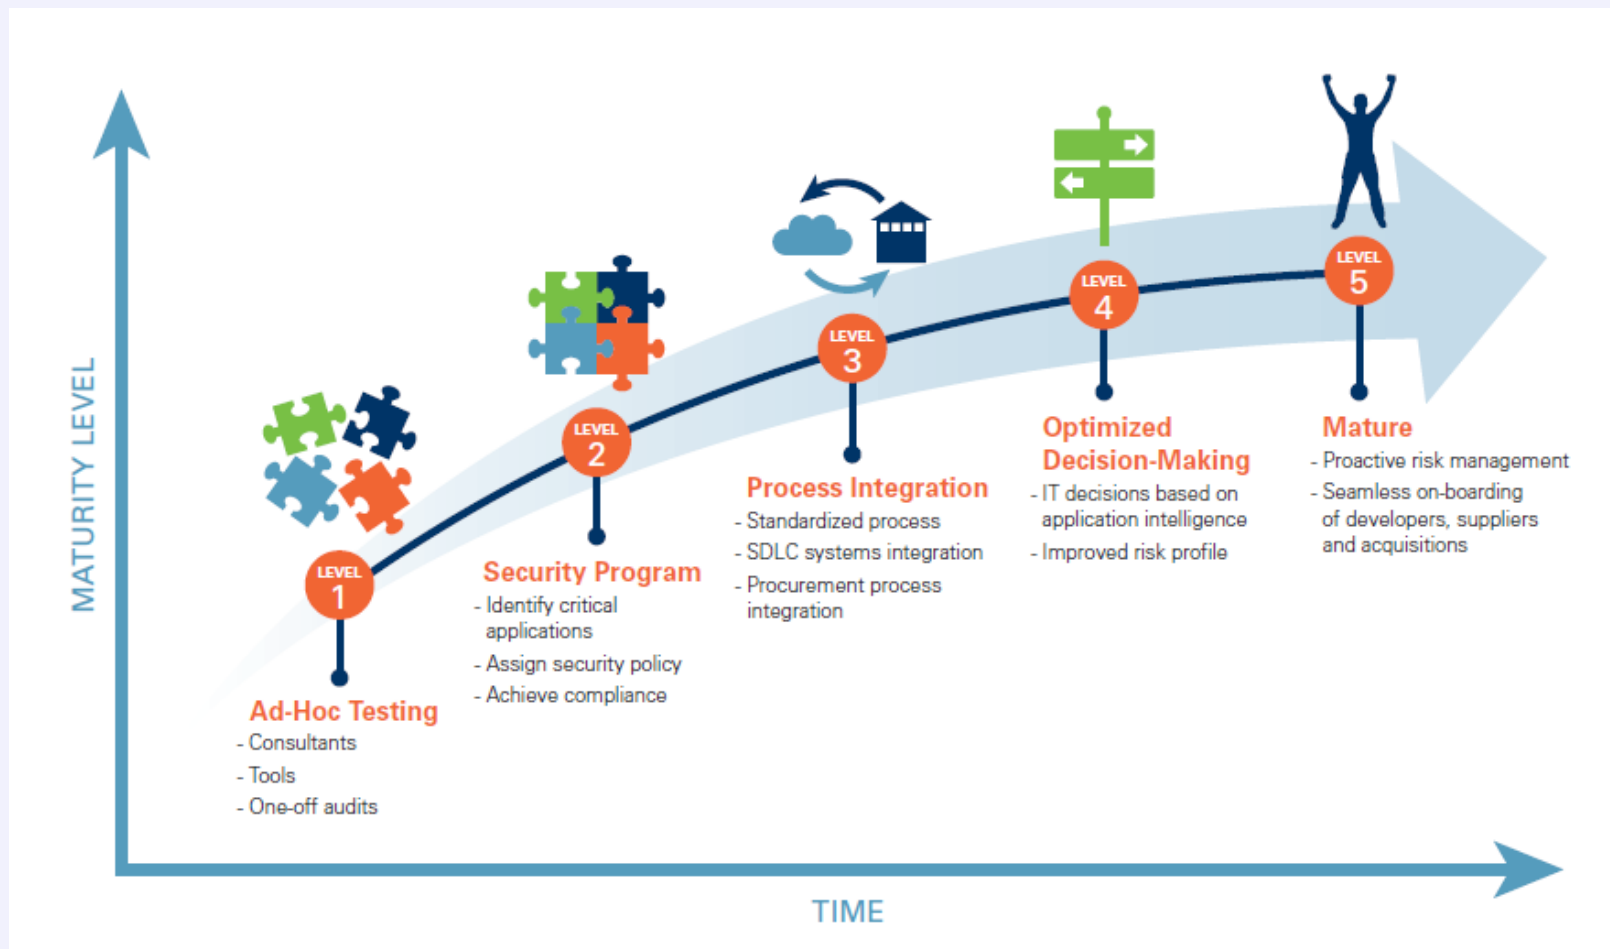 MATURITY LEVEL
LEVEL
1
Ad-Hoc Testing
- Consultants
- Tools
- One-off audits
LEVEL
2
Security Program
- Identify critical
applications
- Assign security policy
- Achieve compliance
LEVEL
3
Process Integration
- Standardized process
- SDLC systems integration
- Procurement process
integration
LEVEL
4
Optimized
Decision-Making
- IT decisions based on
application intelligence
- Improved risk profile
LEVEL
5
Mature
- Proactive risk management
- Seamless on-boarding
of developers, suppliers
and acquisitions
TIME